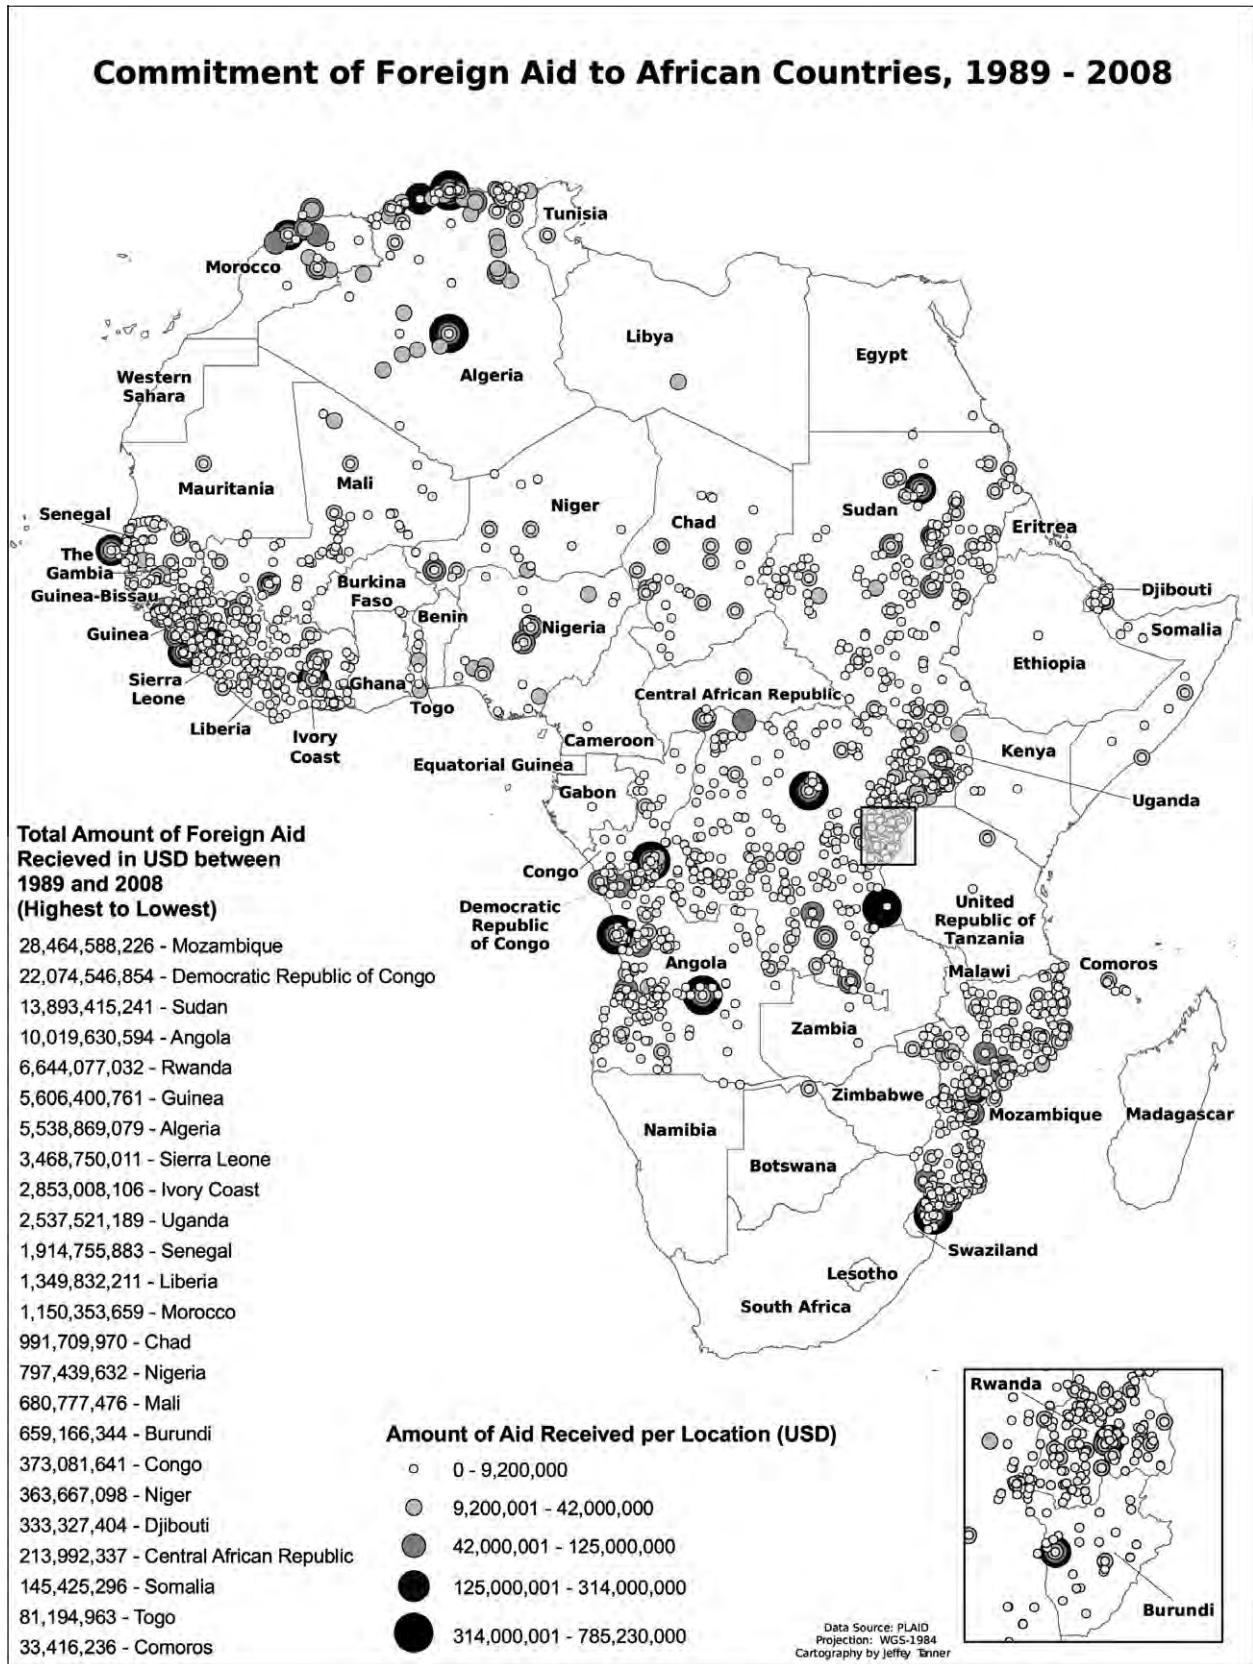 Commitment of Foreign Aid to African Countries, 1989 - 2008
Tunisia
Morocco
Libya
Egypt
Algeria
Western
Sahara
Mauritania
Mali
Niger
Chad
Sudan
Eritrea
Senegal
The
Gambia
Guinea-Bissau
Guinea
Sierra
Leone
Liberia
Ivory
Coast
Burkina
Faso
Benin
Ghana
Togo
Nigeria
Djibouti
Somalia
Ethiopia
Central African Republic
Cameroon
Equatorial Guinea
Gabon
Kenya
Uganda
Congo
Democratic
Republic
of Congo
United
Republic of
Tanzania
Angola
Malawi
Comoros
Zambia
Zimbabwe
Mozambique
Madagascar
Namibia
Botswana
Swaziland
Lesotho
South Africa
Total Amount of Foreign Aid
Recieved in USD between
1989 and 2008
(Highest to Lowest)
28,464,588,226 - Mozambique
22,074,546,854 - Democratic Republic of Congo
13,893,415,241 - Sudan
10,019,630,594 - Angola
6,644,077,032 - Rwanda
5,606,400,761 - Guinea
5,538,869,079 - Algeria
3,468,750,011 - Sierra Leone
2,853,008,106 - Ivory Coast
2,537,521,189 - Uganda
1,914,755,883 - Senegal
1,349,832,211 - Liberia
1,150,353,659 - Morocco
991,709,970 - Chad
797,439,632 - Nigeria
680,777,476 - Mali
659,166,344 - Burundi
373,081,641 - Congo
363,667,098 - Niger
333,327,404 - Djibouti
213,992,337 - Central African Republic
145,425,296 - Somalia
81,194,963 - Togo
33,416,236 - Comoros
Amount of Aid Received per Location (USD)
0 - 9,200,000
9,200,001 - 42,000,000
42,000,001 - 125,000,000
125,000,001 - 314,000,000
314,000,001 - 785,230,000
Data Source: PLAID
Projection: WGS-1984
Cartography by Jeffey Tanner
Rwanda
Burundi